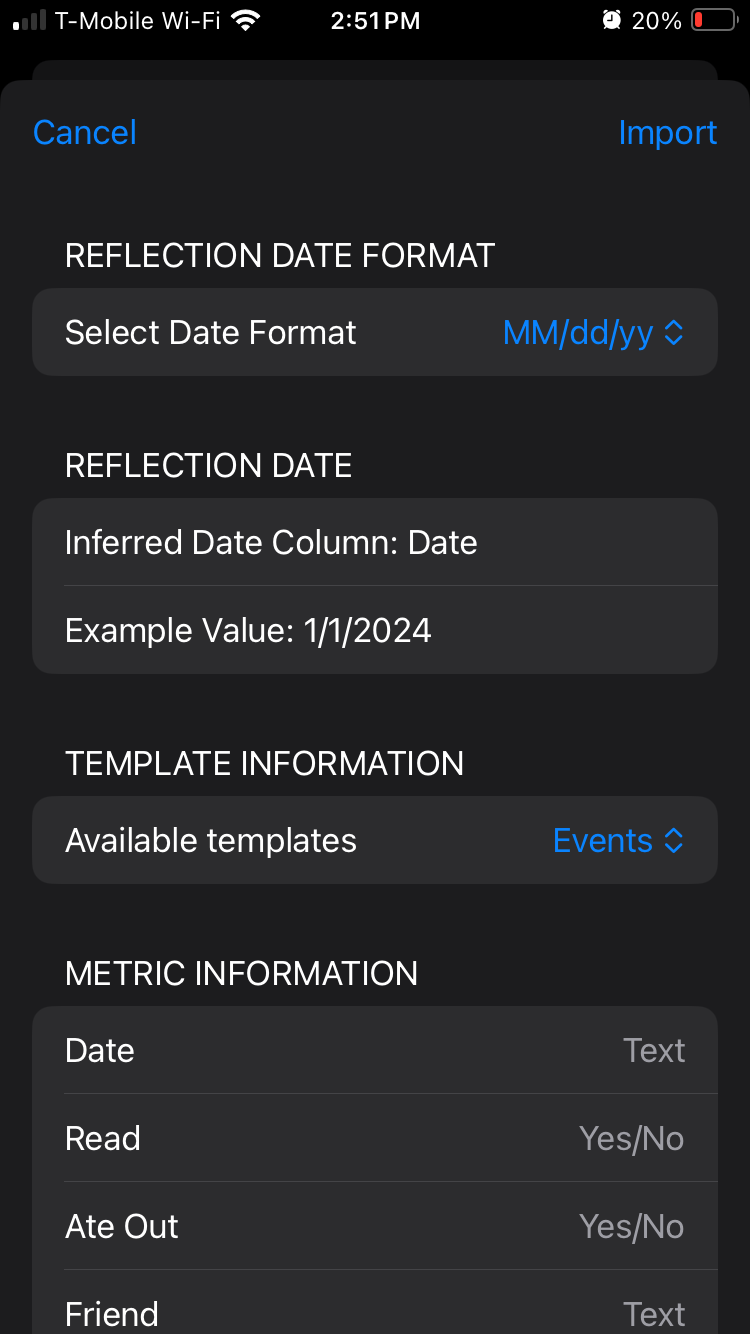 T-Mobile Wi-Fi 2:51 PM 20%
Cancel Import
REFLECTION DATE FORMAT
Select Date Format MM/dd/yy
REFLECTION DATE
Inferred Date Column: Date
Example Value: 1/1/2024
TEMPLATE INFORMATION
Available templates Events
METRIC INFORMATION
Date Text
Read Yes/No
Ate Out Yes/No
Friend Text